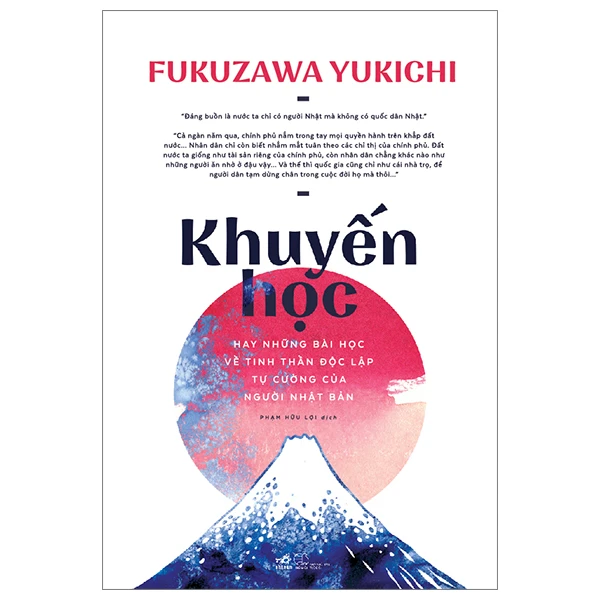 FUKUZAWA YUKICHI
“Đáng buồn là nước ta chỉ có người Nhật mà không có quốc dân Nhật.”
“Cả ngàn năm qua, chính phủ nắm trong tay mọi quyền hành trên khắp đất
nước... Nhân dân chỉ còn biết nhắm mắt tuân theo các chỉ thị của chính phủ. Đất
nước ta giống như tài sản riêng của chính phủ, còn nhân dân chẳng khác nào như
những người ăn nhờ ở đậu vậy... Và thế thì quốc gia cũng chỉ như cái nhà trọ, để
người dân tạm dừng chân trong cuộc đời họ mà thôi...”
Khuyến
học
HAY NHỮNG BÀI HỌC
VỀ TINH THẦN ĐỘC LẬP
TỰ CƯỜNG CỦA
NGƯỜI NHẬT BẢN
PHẠM HỮU LỢI dịch